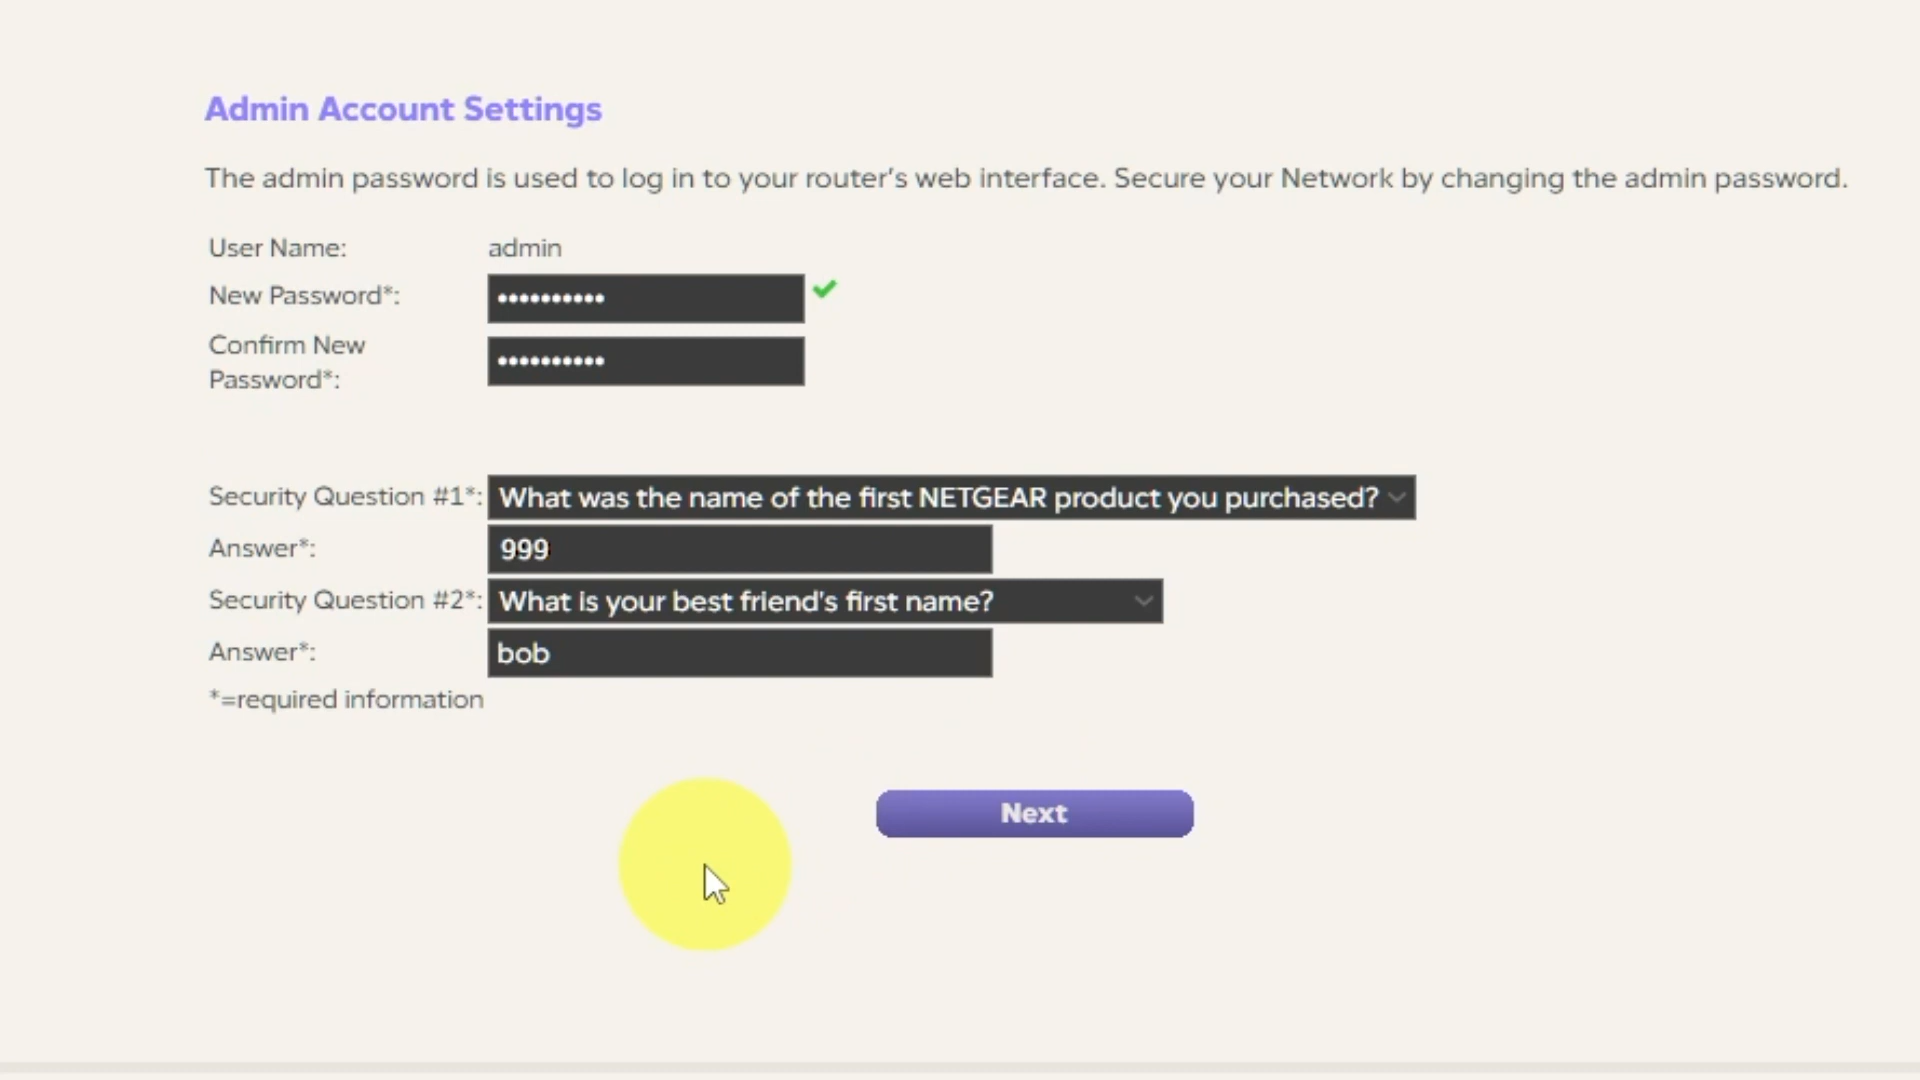 Admin Account Settings
The admin password is used to log in to your router's web interface. Secure your Network by changing the admin password.
User Name: admin
New Password*: ••••••••••
Confirm New
Password*: ••••••••••
Security Question #1*: What was the name of the first NETGEAR product you purchased?
Answer*: 999
Security Question #2*: What is your best friend's first name?
Answer*: bob
*=required information
Next